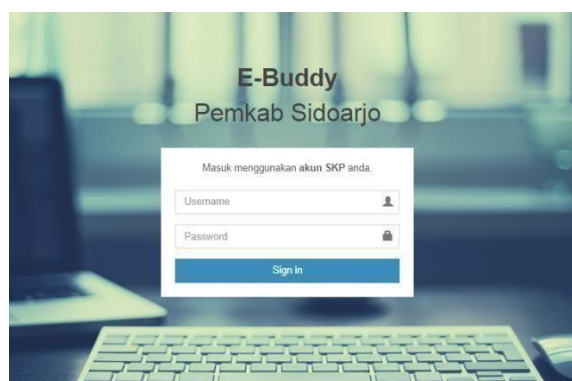 E-Buddy
Pemkab Sidoarjo
Masuk menggunakan akun SKP anda.
Username
Password
Sign in